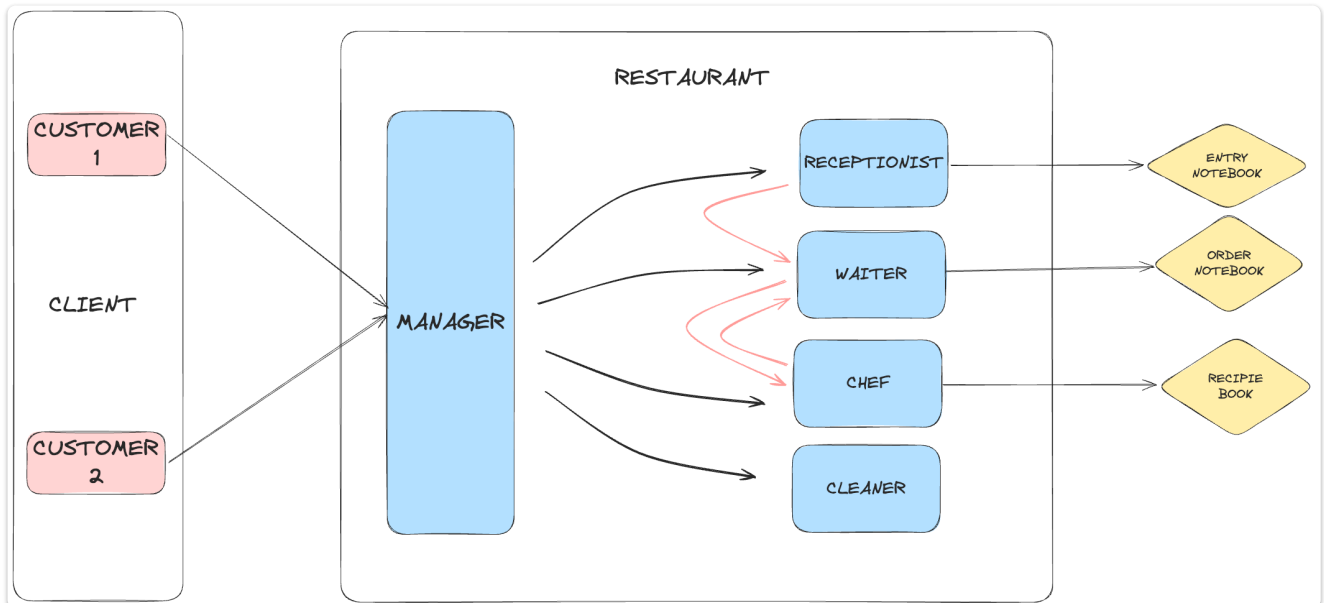 CUSTOMER
1
CLIENT
CUSTOMER
2
RESTAURANT
MANAGER
RECEPTIONIST
WAITER
CHEF
CLEANER
ENTRY
NOTEBOOK
ORDER
NOTEBOOK
RECIPIE
BOOK